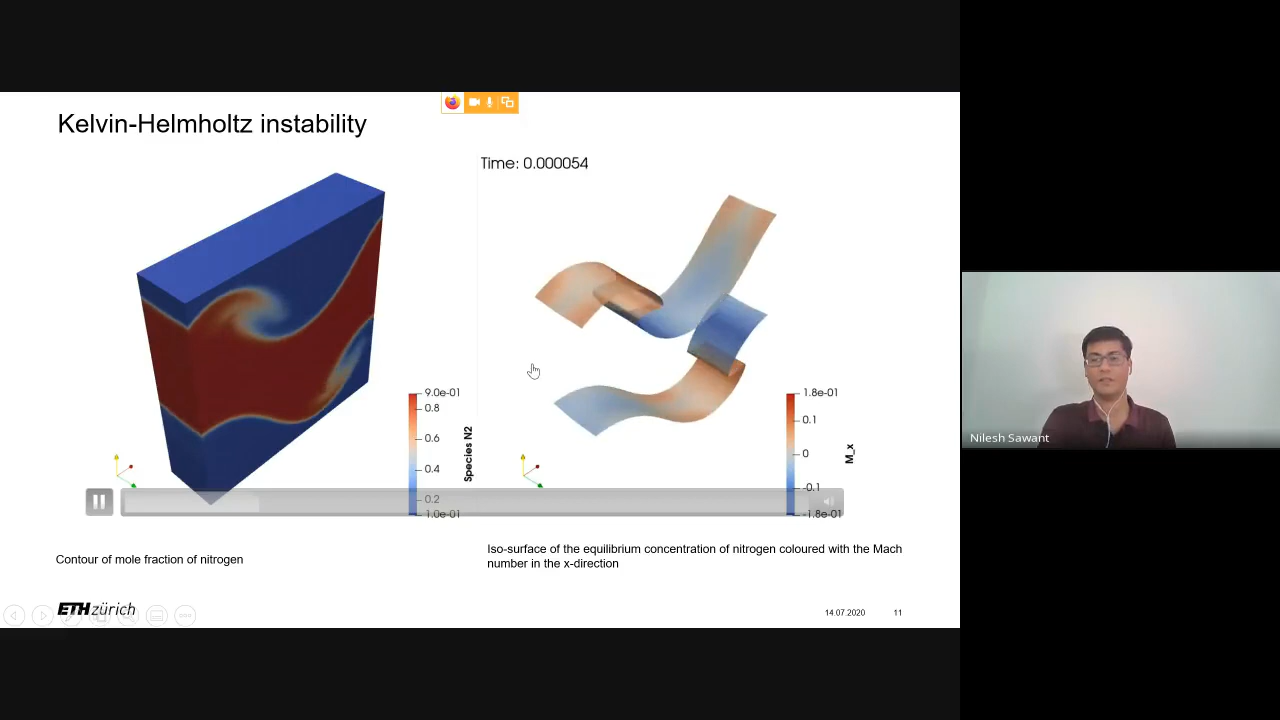 Kelvin-Helmholtz instability
Time: 0.000054
9.0e-01
0.8
0.6
0.4
0.2
1.0e-01
Species N2
1.8e-01
0.1
0
-0.1
-1.8e-01
M_x
Contour of mole fraction of nitrogen
Iso-surface of the equilibrium concentration of nitrogen coloured with the Mach
number in the x-direction
ETH zürich
14.07.2020
11
Nilesh Sawant